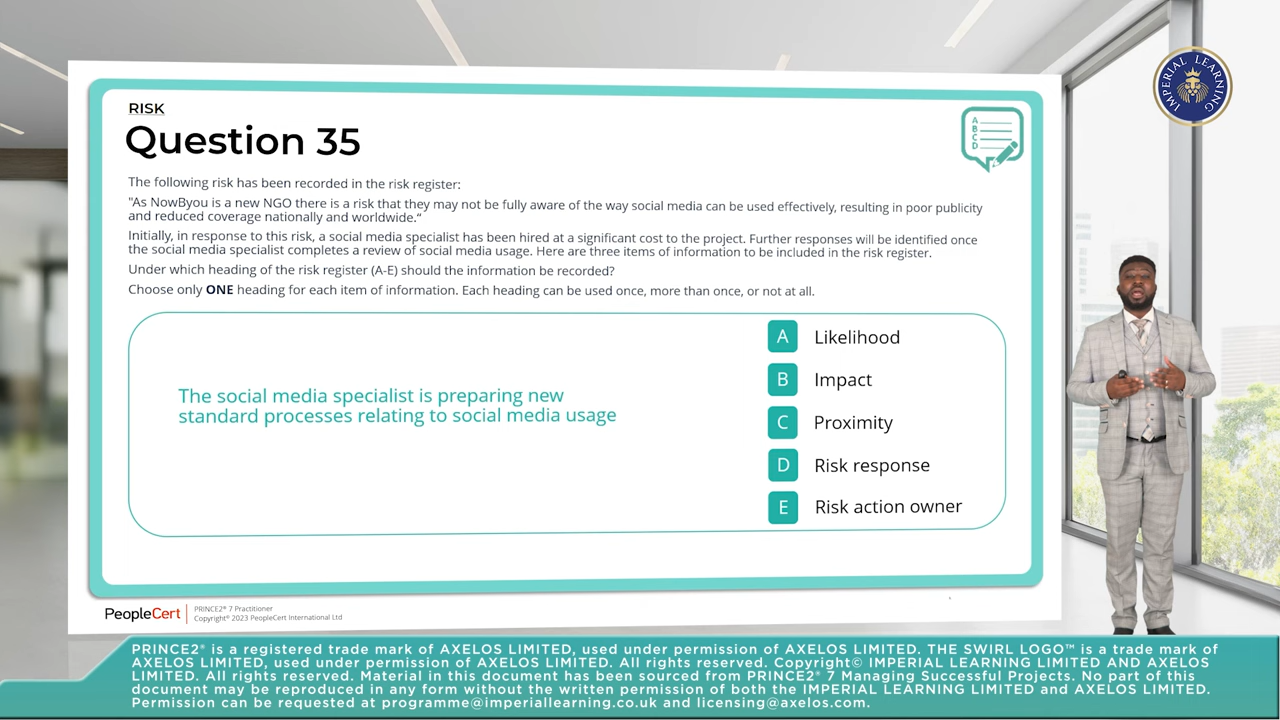 IMPERIAL LEARNING
RISK
Question 35
A
B
C
D
The following risk has been recorded in the risk register:
"As NowByou is a new NGO there is a risk that they may not be fully aware of the way social media can be used effectively, resulting in poor publicity
and reduced coverage nationally and worldwide.“
Initially, in response to this risk, a social media specialist has been hired at a significant cost to the project. Further responses will be identified once
the social media specialist completes a review of social media usage. Here are three items of information to be included in the risk register.
Under which heading of the risk register (A-E) should the information be recorded?
Choose only ONE heading for each item of information. Each heading can be used once, more than once, or not at all.
The social media specialist is preparing new
standard processes relating to social media usage
A Likelihood
B Impact
C Proximity
D Risk response
E Risk action owner
PeopleCert
PRINCE2® 7 Practitioner
Copyright® 2023 PeopleCert International Ltd
PRINCE2® is a registered trade mark of AXELOS LIMITED, used under permission of AXELOS LIMITED. THE SWIRL LOGO™ is a trade mark of
AXELOS LIMITED, used under permission of AXELOS LIMITED. All rights reserved. Copyright© IMPERIAL LEARNING LIMITED AND AXELOS
LIMITED. All rights reserved. Material in this document has been sourced from PRINCE2® 7 Managing Successful Projects. No part of this
document may be reproduced in any form without the written permission of both the IMPERIAL LEARNING LIMITED and AXELOS LIMITED.
Permission can be requested at programme@imperiallearning.co.uk and licensing@axelos.com.